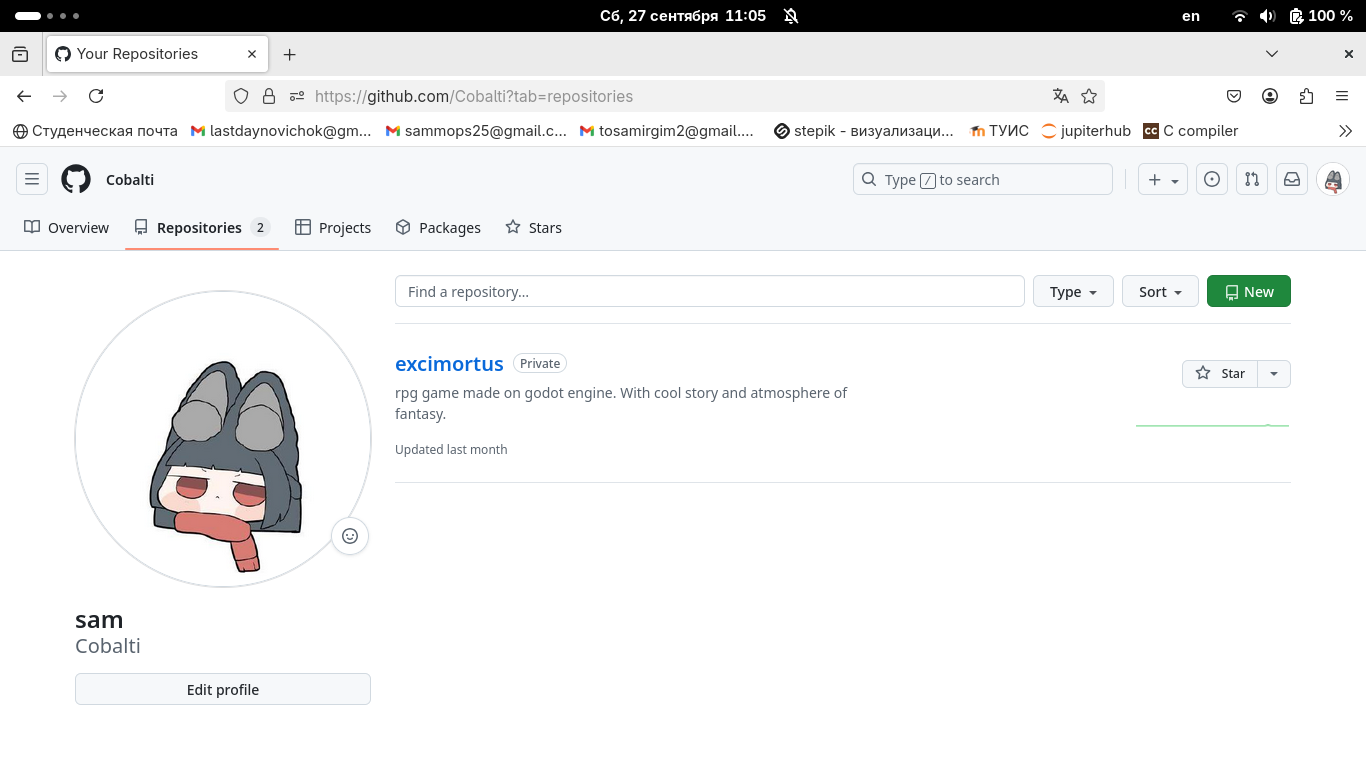 Сб, 27 сентября 11:05
en
100 %
Your Repositories
https://github.com/Cobalti?tab=repositories
Студенческая почта
lastdaynovichok@gm...
sammops25@gmail.c...
tosamirgim2@gmail....
stepik - визуализаци...
ТУИС
jupiterhub
CC
C compiler
Cobalti
Type / to search
Overview
Repositories 2
Projects
Packages
Stars
Find a repository...
Type
Sort
New
excimortus
Private
Star
rpg game made on godot engine. With cool story and atmosphere of
fantasy.
Updated last month
sam
Cobalti
Edit profile